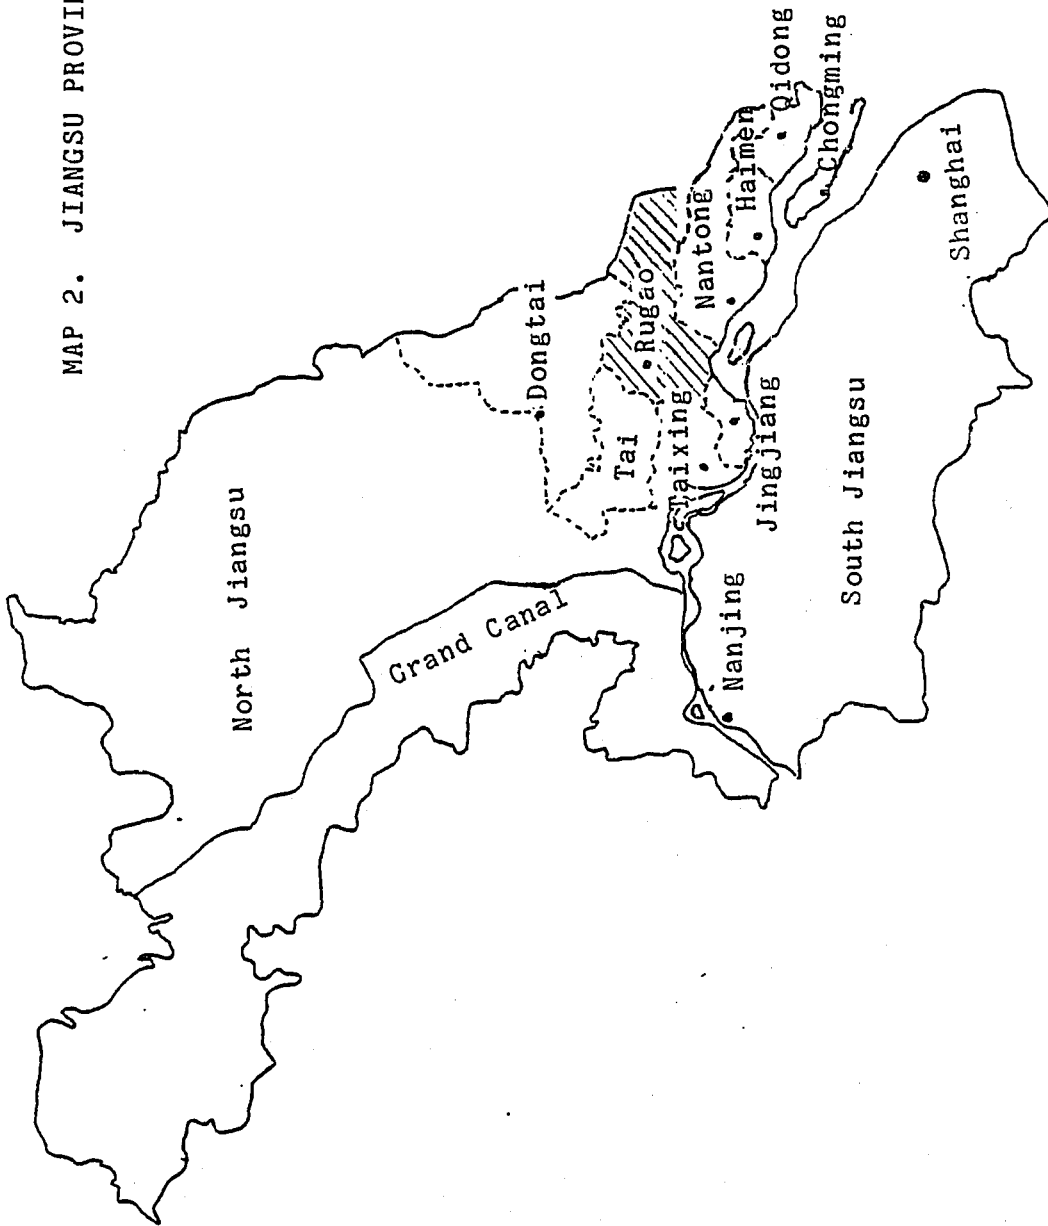 MAP 2. JIANGSU
North Jiangsu
Grand Canal
Dongtai
Tai
Rugao
Taixing
Nantong
Haimen
Qidong
Chongming
Jingjiang
Nanjing
South Jiangsu
Shanghai